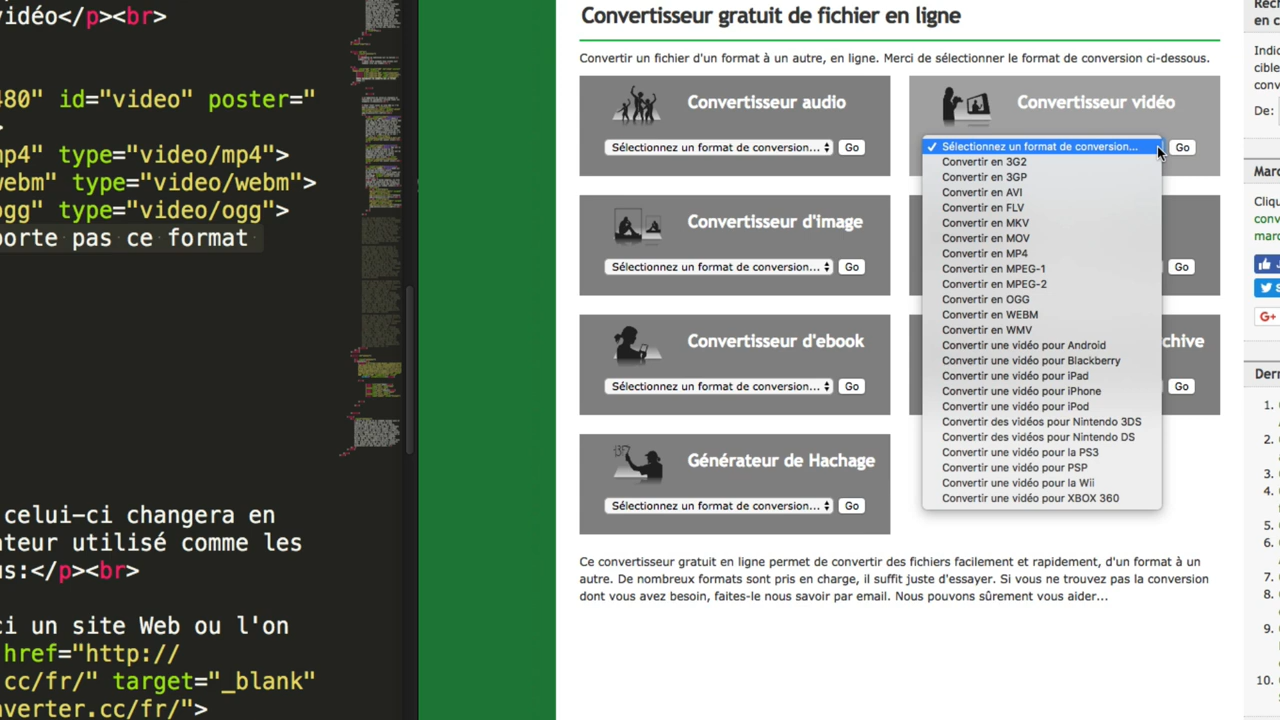 vidéo</p><br>
480" id="video" poster="
>
mp4" type="video/mp4">
webm" type="video/webm">
ogg" type="video/ogg">
porte pas ce format
celui-ci changera en
ateur utilisé comme les
us:</p><br>
ci un site Web ou l'on
href="http://
cc/fr/" target="_blank"
nverter.cc/fr/">
Convertisseur gratuit de fichier en ligne
Convertir un fichier d'un format à un autre, en ligne. Merci de sélectionner le format de conversion ci-dessous.
Convertisseur audio
Sélectionnez un format de conversion... Go
Convertisseur vidéo
✓ Sélectionnez un format de conversion... Go
Convertir en 3G2
Convertir en 3GP
Convertir en AVI
Convertir en FLV
Convertir en MKV
Convertir en MOV
Convertir en MP4
Convertir en MPEG-1
Convertir en MPEG-2
Convertir en OGG
Convertir en WEBM
Convertir en WMV
Convertir une vidéo pour Android
Convertir une vidéo pour Blackberry
Convertir une vidéo pour iPad
Convertir une vidéo pour iPhone
Convertir une vidéo pour iPod
Convertir des vidéos pour Nintendo 3DS
Convertir des vidéos pour Nintendo DS
Convertir une vidéo pour la PS3
Convertir une vidéo pour PSP
Convertir une vidéo pour la Wii
Convertir une vidéo pour XBOX 360
Convertisseur d'image
Sélectionnez un format de conversion... Go
Go
Convertisseur d'ebook
Sélectionnez un format de conversion... Go
chive
Go
Générateur de Hachage
Sélectionnez un format de conversion... Go
Ce convertisseur gratuit en ligne permet de convertir des fichiers facilement et rapidement, d'un format à un
autre. De nombreux formats sont pris en charge, il suffit juste d'essayer. Si vous ne trouvez pas la conversion
dont vous avez besoin, faites-le nous savoir par email. Nous pouvons sûrement vous aider...
en c
Indic
cible
conv
De:
Marc
Cliqu
conv
marc
G+
Dern
1.
2.
3.
4.
5.
6.
7.
8.
9.
10.